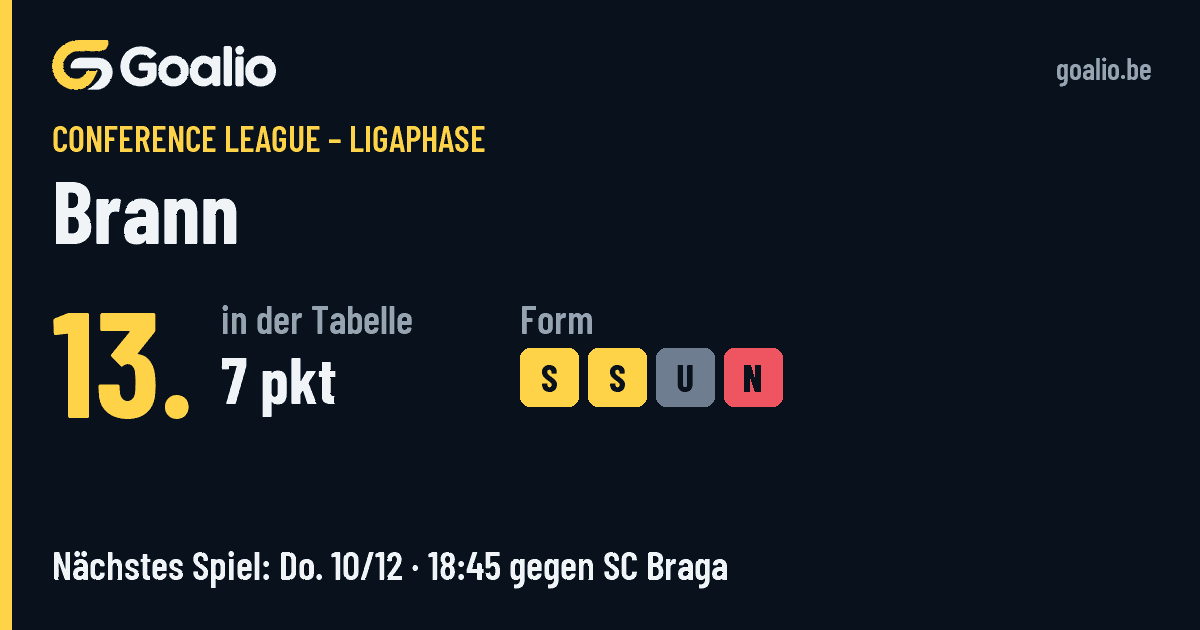 Goalio
goalio.be
CONFERENCE LEAGUE – LIGAPHASE
Brann
13.
in der Tabelle
7 pkt
Form
S S U N
Nächstes Spiel: Do. 10/12 · 18:45 gegen SC Braga